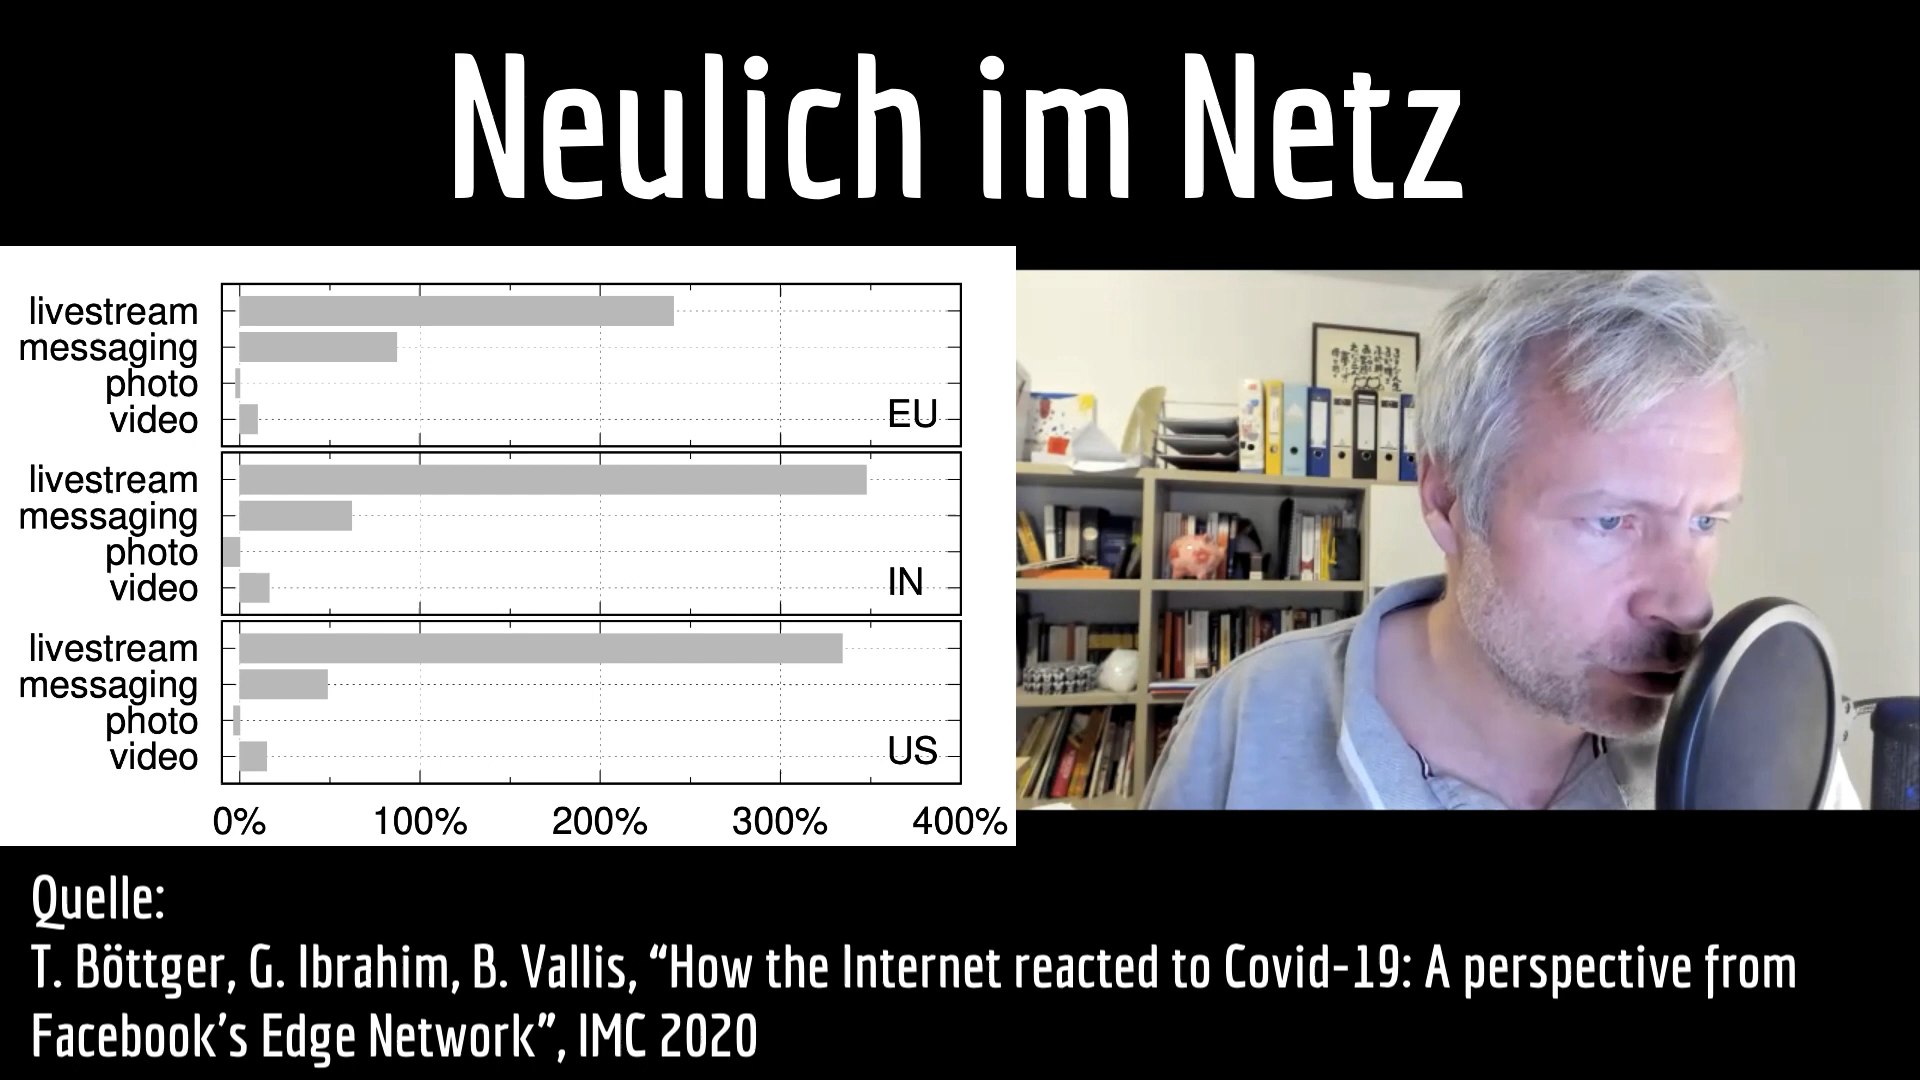 Neulich im Netz
livestream
messaging
photo
video
EU
livestream
messaging
photo
video
IN
livestream
messaging
photo
video
US
0% 100% 200% 300% 400%
Quelle:
T. Böttger, G. Ibrahim, B. Vallis, “How the Internet reacted to Covid-19: A perspective from
Facebook’s Edge Network”, IMC 2020